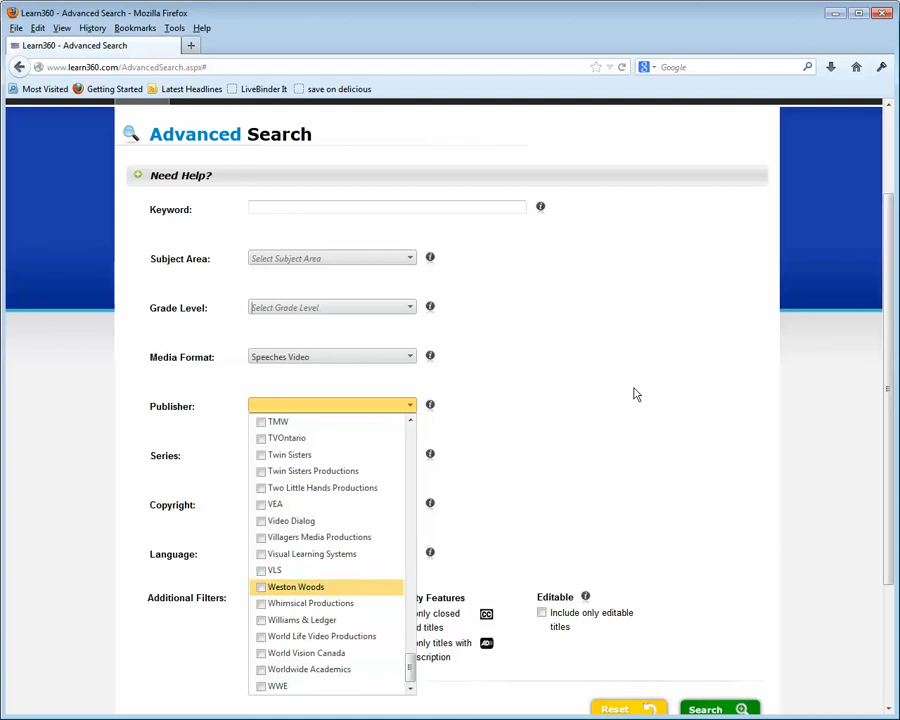 Learn360 - Advanced Search - Mozilla Firefox
File Edit View History Bookmarks Tools Help
Learn360 - Advanced Search +
www.learn360.com/AdvancedSearch.aspx# Google
Most Visited Getting Started Latest Headlines LiveBinder It save on delicious
Advanced Search
Need Help?
Keyword:
Subject Area: Select Subject Area
Grade Level: Select Grade Level
Media Format: Speeches Video
Publisher:
TMW
TVOntario
Twin Sisters
Series:
Twin Sisters Productions
Two Little Hands Productions
Copyright:
VEA
Video Dialog
Villagers Media Productions
Language:
Visual Learning Systems
VLS
Weston Woods
Additional Filters:
Whimsical Productions
Williams & Ledger
World Life Video Productions
World Vision Canada
Worldwide Academics
WWE
ty Features
only closed CC
d titles
only titles with AD
scription
Editable
Include only editable
titles
Reset Search